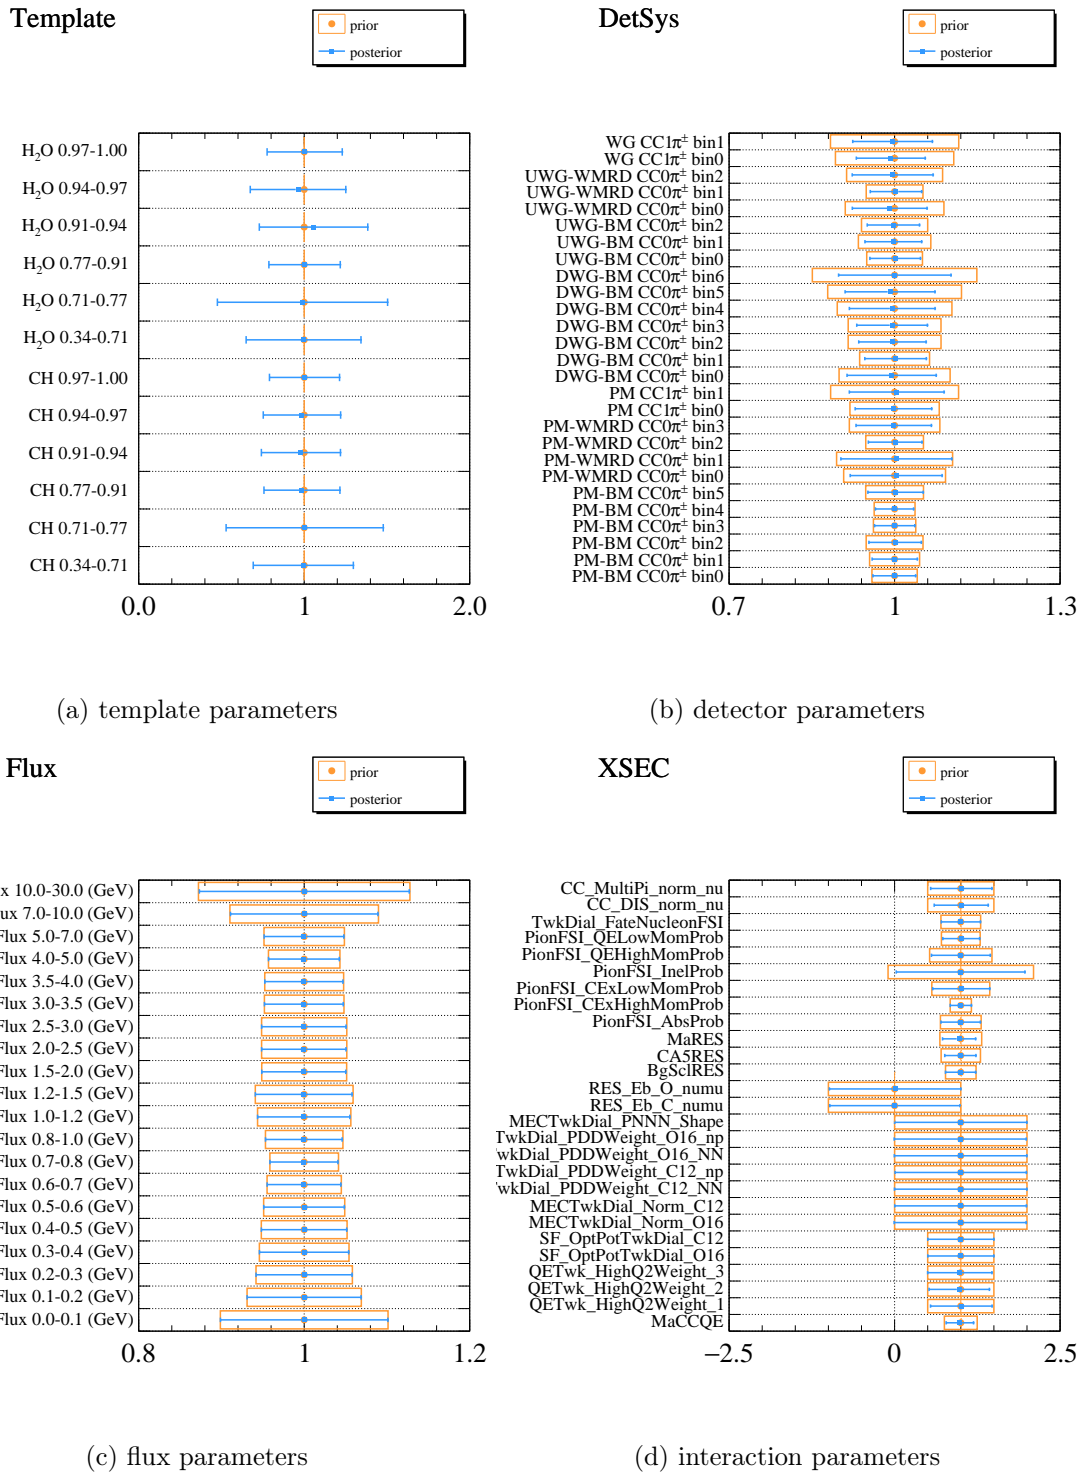 Template
prior
posterior
H₂O 0.97-1.00
H₂O 0.94-0.97
H₂O 0.91-0.94
H₂O 0.77-0.91
H₂O 0.71-0.77
H₂O 0.34-0.71
CH 0.97-1.00
CH 0.94-0.97
CH 0.91-0.94
CH 0.77-0.91
CH 0.71-0.77
CH 0.34-0.71
0.0 1 2.0
(a) template parameters
DetSys
prior
posterior
WG CC1π± bin1
WG CC1π± bin0
UWG-WMRD CC0π± bin2
UWG-WMRD CC0π± bin1
UWG-WMRD CC0π± bin0
UWG-BM CC0π± bin2
UWG-BM CC0π± bin1
UWG-BM CC0π± bin0
DWG-BM CC0π± bin6
DWG-BM CC0π± bin5
DWG-BM CC0π± bin4
DWG-BM CC0π± bin3
DWG-BM CC0π± bin2
DWG-BM CC0π± bin1
DWG-BM CC0π± bin0
PM CC1π± bin1
PM CC1π± bin0
PM-WMRD CC0π± bin3
PM-WMRD CC0π± bin2
PM-WMRD CC0π± bin1
PM-WMRD CC0π± bin0
PM-BM CC0π± bin5
PM-BM CC0π± bin4
PM-BM CC0π± bin3
PM-BM CC0π± bin2
PM-BM CC0π± bin1
PM-BM CC0π± bin0
0.7 1 1.3
(b) detector parameters
Flux
prior
posterior
x 10.0-30.0 (GeV)
lux 7.0-10.0 (GeV)
Flux 5.0-7.0 (GeV)
Flux 4.0-5.0 (GeV)
Flux 3.5-4.0 (GeV)
Flux 3.0-3.5 (GeV)
Flux 2.5-3.0 (GeV)
Flux 2.0-2.5 (GeV)
Flux 1.5-2.0 (GeV)
Flux 1.2-1.5 (GeV)
Flux 1.0-1.2 (GeV)
Flux 0.8-1.0 (GeV)
Flux 0.7-0.8 (GeV)
Flux 0.6-0.7 (GeV)
Flux 0.5-0.6 (GeV)
Flux 0.4-0.5 (GeV)
Flux 0.3-0.4 (GeV)
Flux 0.2-0.3 (GeV)
Flux 0.1-0.2 (GeV)
Flux 0.0-0.1 (GeV)
0.8 1 1.2
(c) flux parameters
XSEC
prior
posterior
CC_MultiPi_norm_nu
CC_DIS_norm_nu
TwkDial_FateNucleonFSI
PionFSI_QELowMomProb
PionFSI_QEHighMomProb
PionFSI_InelProb
PionFSI_CExLowMomProb
PionFSI_CExHighMomProb
PionFSI_AbsProb
MaRES
CA5RES
BgSclRES
RES_Eb_O_numu
RES_Eb_C_numu
MECTwkDial_PNNN_Shape
TwkDial_PDDWeight_O16_np
wkDial_PDDWeight_O16_NN
TwkDial_PDDWeight_C12_np
wkDial_PDDWeight_C12_NN
MECTwkDial_Norm_C12
MECTwkDial_Norm_O16
SF_OptPotTwkDial_C12
SF_OptPotTwkDial_O16
QETwk_HighQ2Weight_3
QETwk_HighQ2Weight_2
QETwk_HighQ2Weight_1
MaCCQE
−2.5 0 2.5
(d) interaction parameters